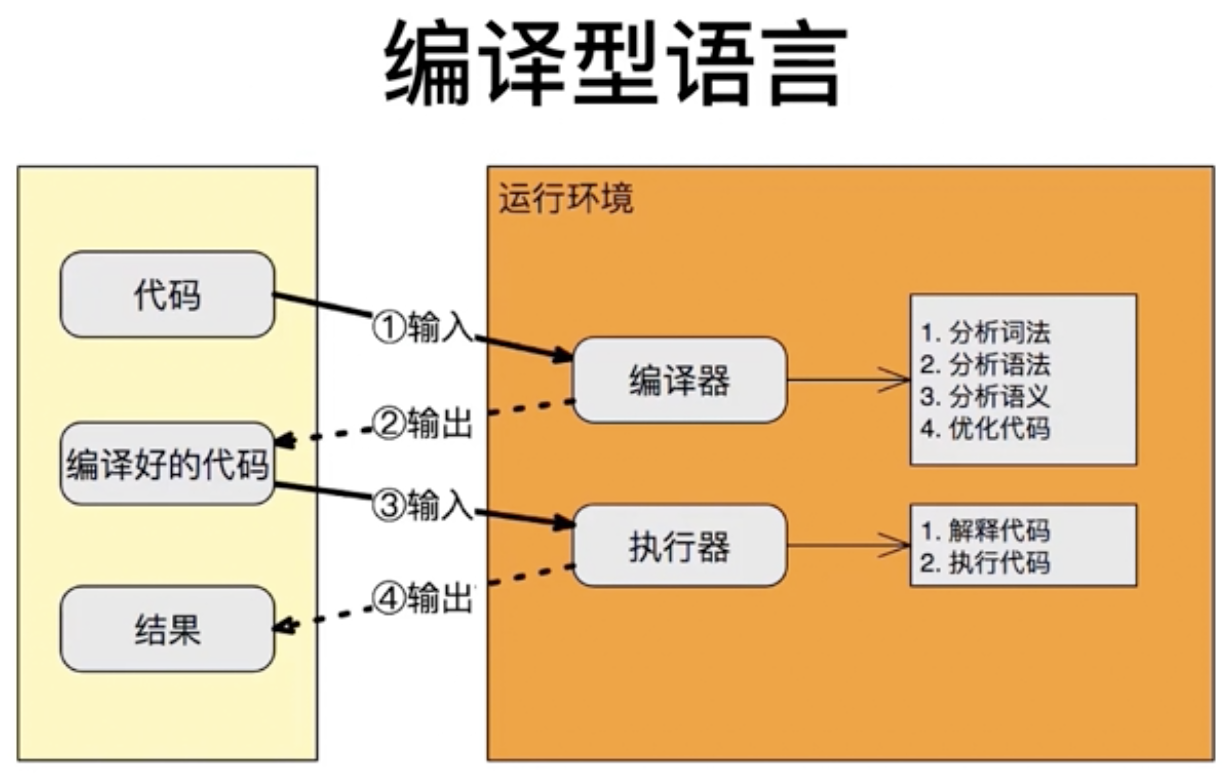 编译型语言
运行环境
代码
①输入
编译器
1. 分析词法
2. 分析语法
3. 分析语义
4. 优化代码
②输出
编译好的代码
③输入
执行器
1. 解释代码
2. 执行代码
④输出
结果